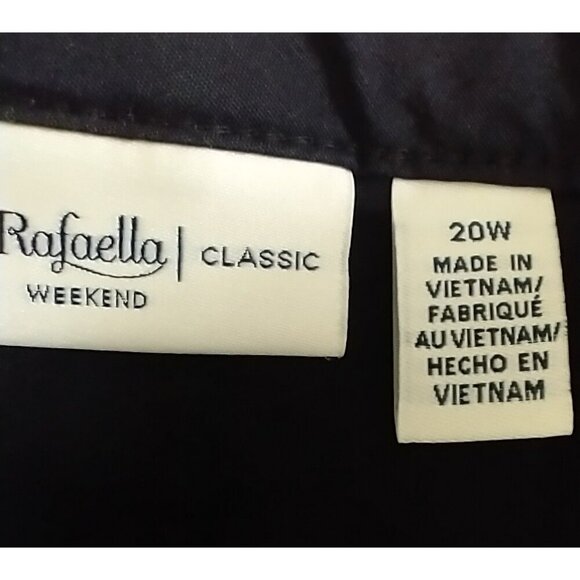 Rafaella | CLASSIC
WEEKEND
20W
MADE IN
VIETNAM/
FABRIQUÉ
AU VIETNAM/
HECHO EN
VIETNAM